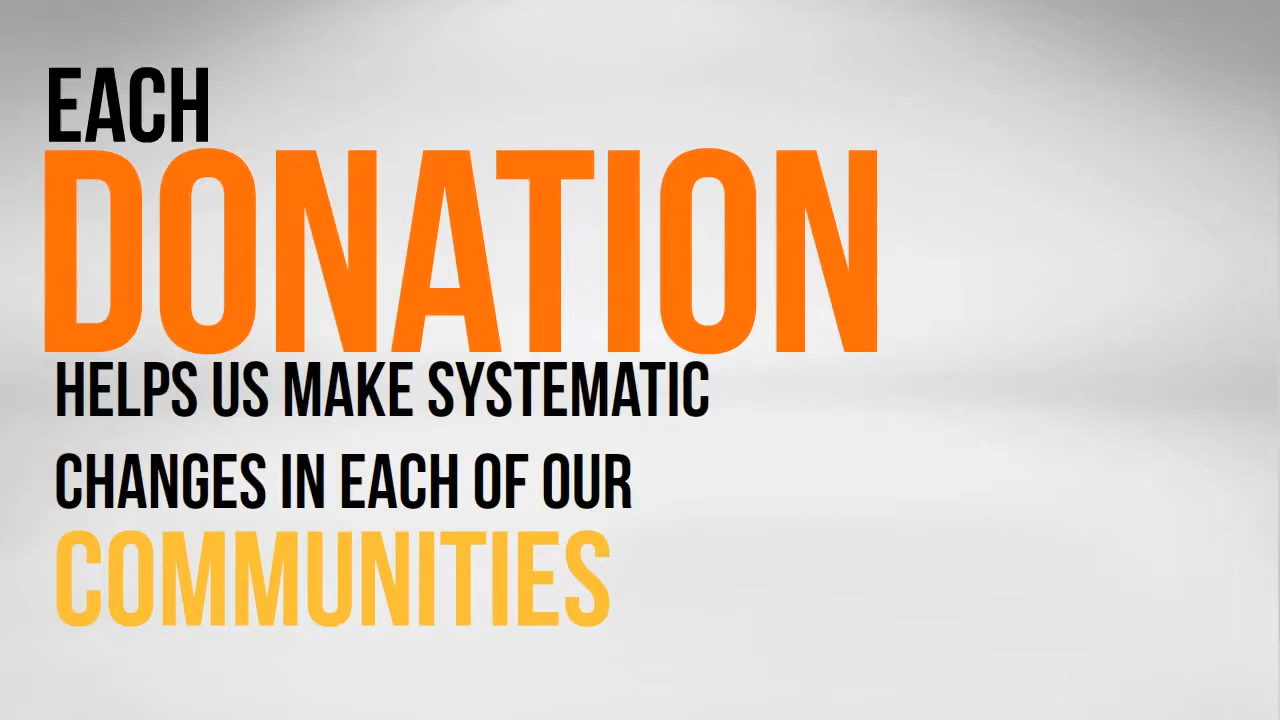 EACH
DONATION
HELPS US MAKE SYSTEMATIC
CHANGES IN EACH OF OUR
COMMUNITIES